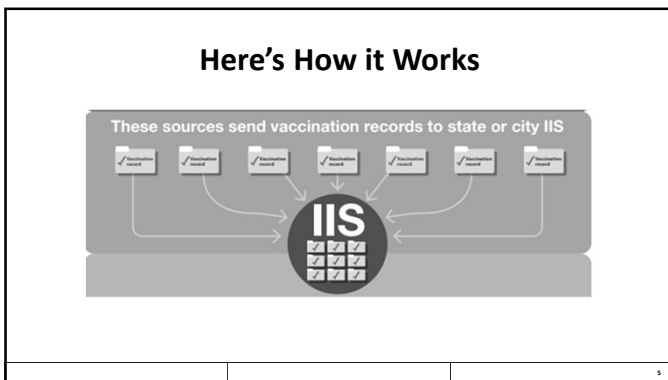 Here’s How it Works
These sources send vaccination records to state or city IIS
✓ Vaccination record
✓ Vaccination record
✓ Vaccination record
✓ Vaccination record
✓ Vaccination record
✓ Vaccination record
✓ Vaccination record
IIS
5